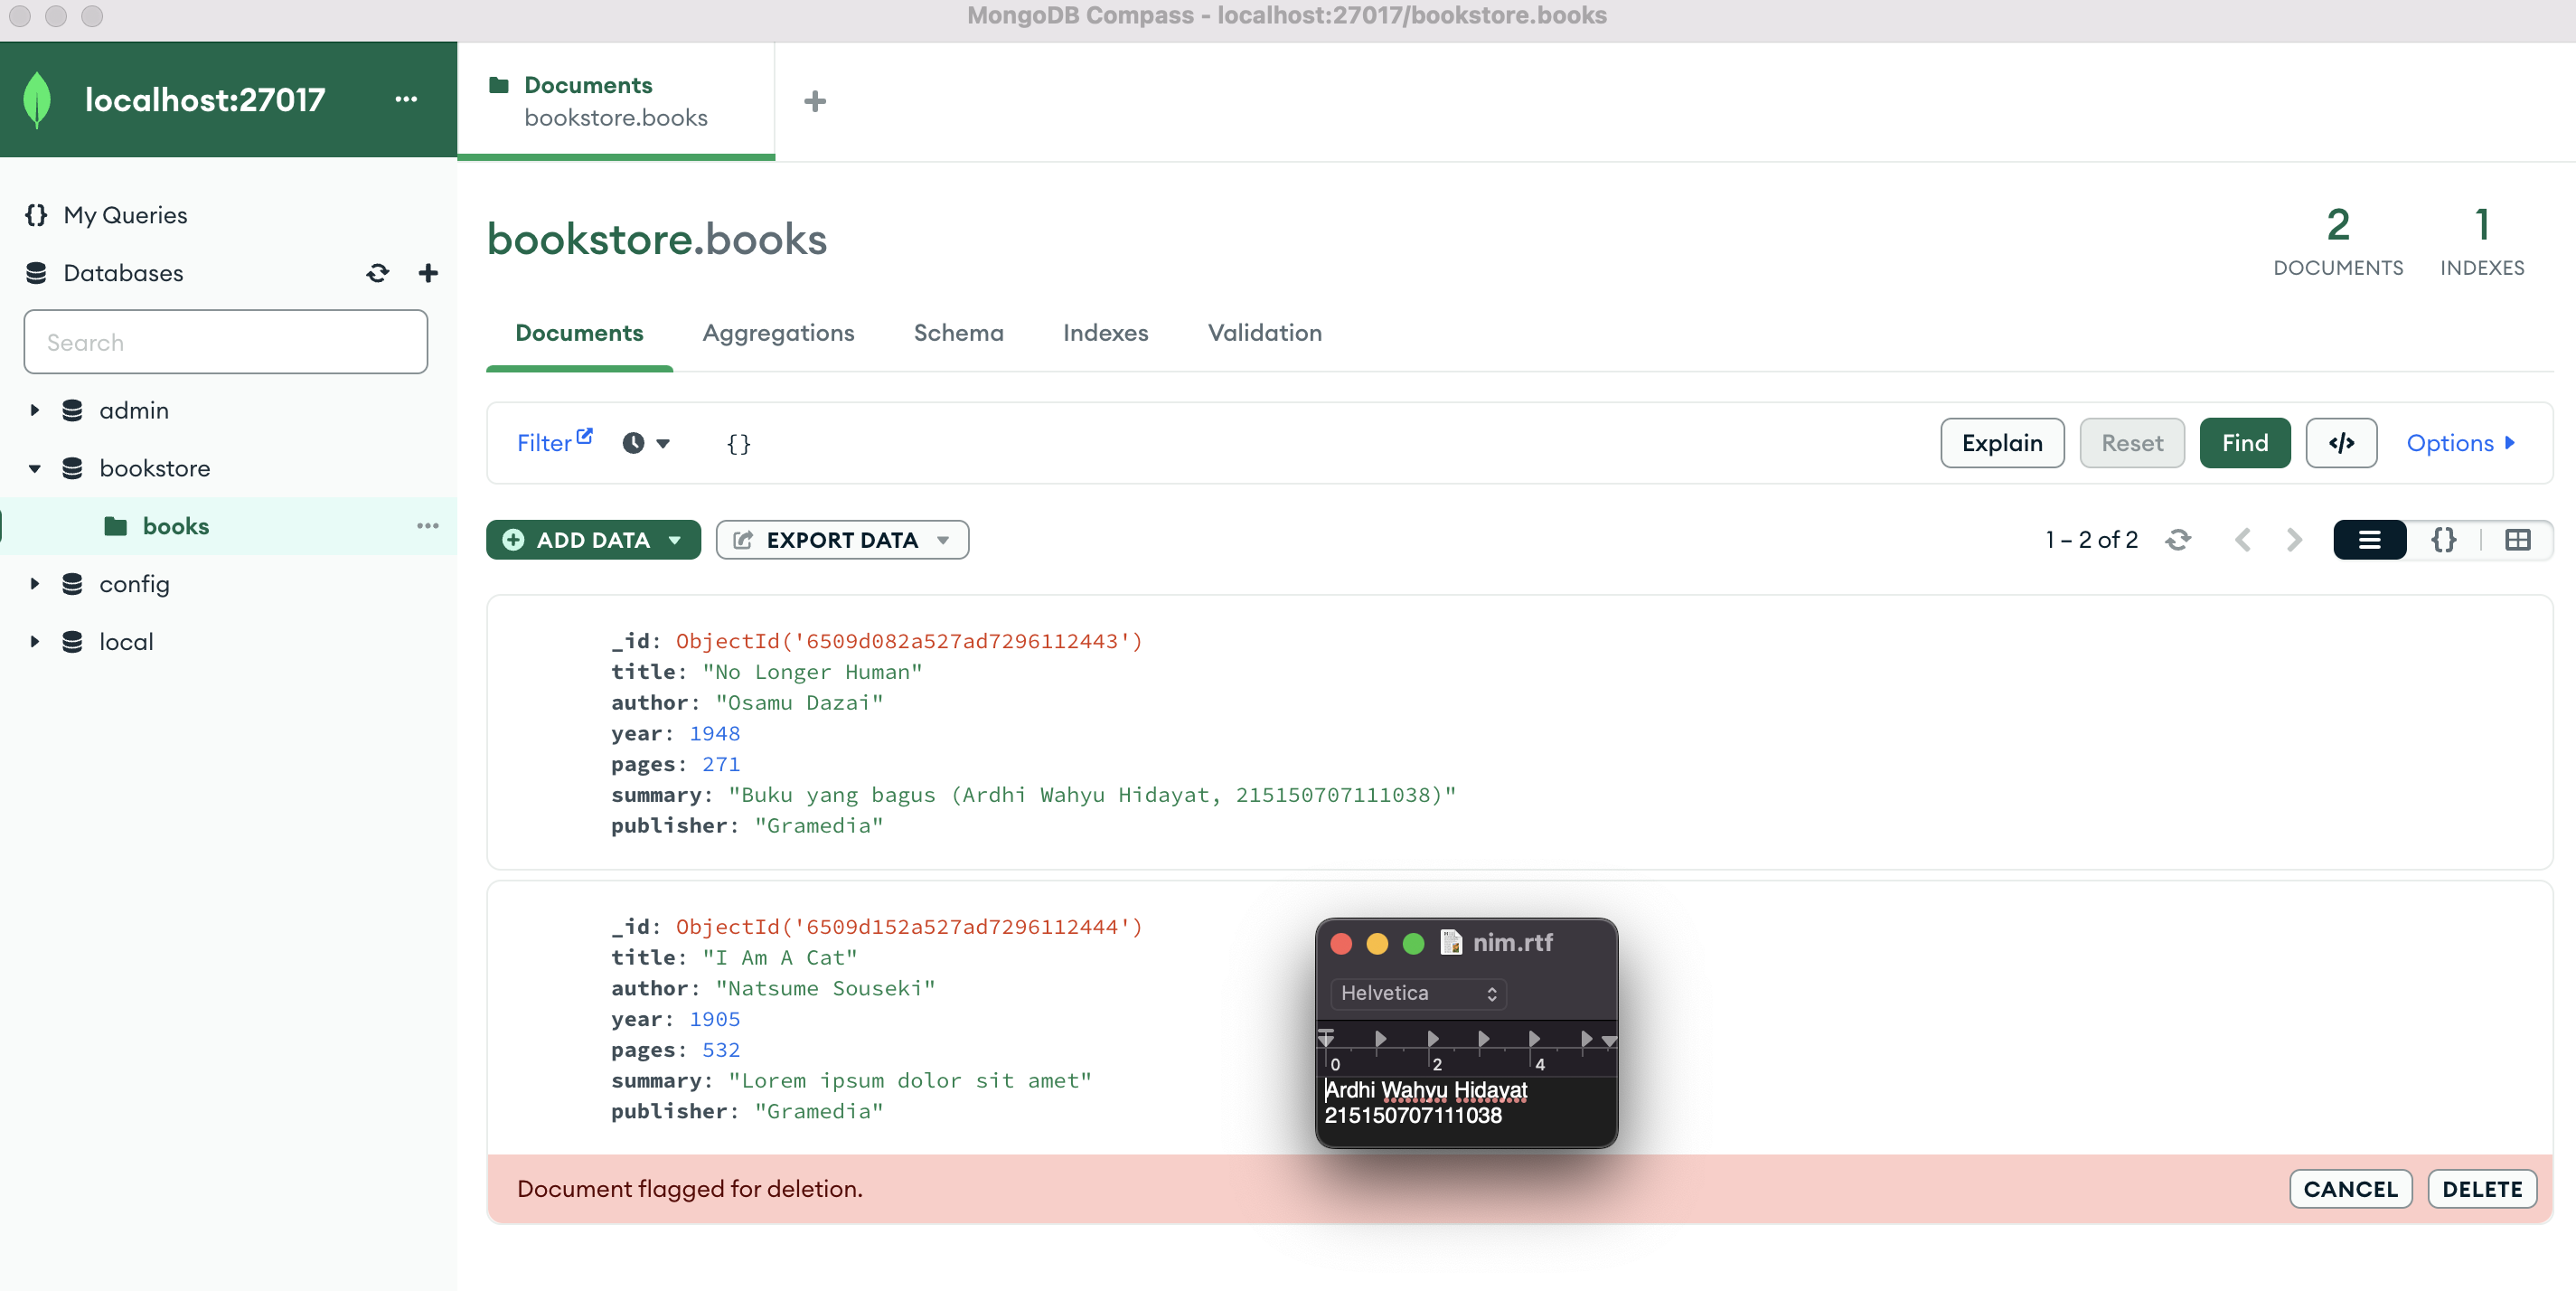 MongoDB Compass - localhost:27017/bookstore.books
localhost:27017
Documents
bookstore.books
My Queries
Databases
Search
admin
bookstore
books
config
local
bookstore.books
2
DOCUMENTS
1
INDEXES
Documents Aggregations Schema Indexes Validation
Filter {} Explain Reset Find </> Options
ADD DATA EXPORT DATA 1 – 2 of 2 {}
_id: ObjectId('6509d082a527ad7296112443')
title: "No Longer Human"
author: "Osamu Dazai"
year: 1948
pages: 271
summary: "Buku yang bagus (Ardhi Wahyu Hidayat, 215150707111038)"
publisher: "Gramedia"
_id: ObjectId('6509d152a527ad7296112444')
title: "I Am A Cat"
author: "Natsume Souseki"
year: 1905
pages: 532
summary: "Lorem ipsum dolor sit amet"
publisher: "Gramedia"
nim.rtf
Helvetica
0 2 4
Ardhi Wahyu Hidayat
215150707111038
Document flagged for deletion. CANCEL DELETE